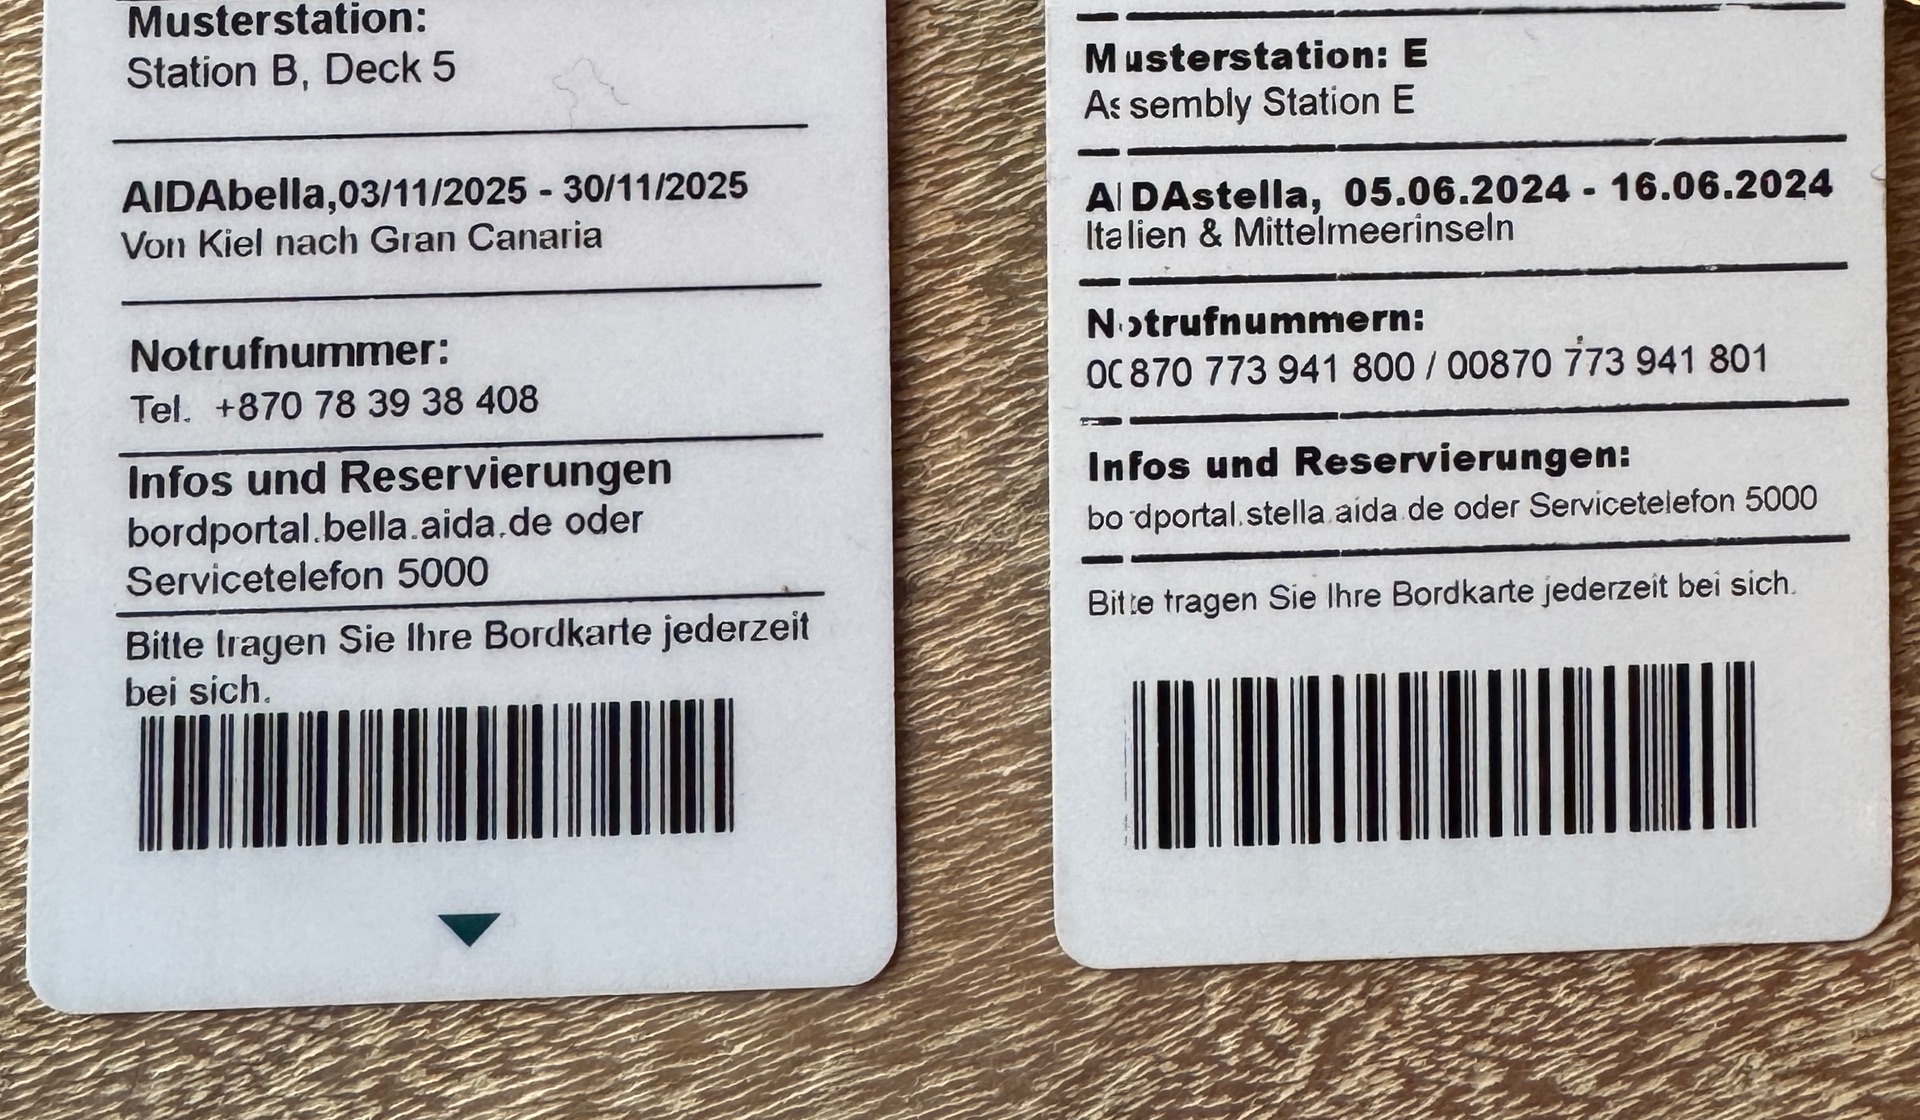 Musterstation:
Station B, Deck 5
AIDAbella,03/11/2025 - 30/11/2025
Von Kiel nach Gran Canaria
Notrufnummer:
Tel. +870 78 39 38 408
Infos und Reservierungen
bordportal.bella.aida.de oder
Servicetelefon 5000
Bitte tragen Sie Ihre Bordkarte jederzeit
bei sich.
Musterstation: E
Assembly Station E
AIDAstella, 05.06.2024 - 16.06.2024
Italien & Mittelmeerinseln
Notrufnummern:
00870 773 941 800 / 00870 773 941 801
Infos und Reservierungen:
bordportal.stella.aida.de oder Servicetelefon 5000
Bitte tragen Sie Ihre Bordkarte jederzeit bei sich.